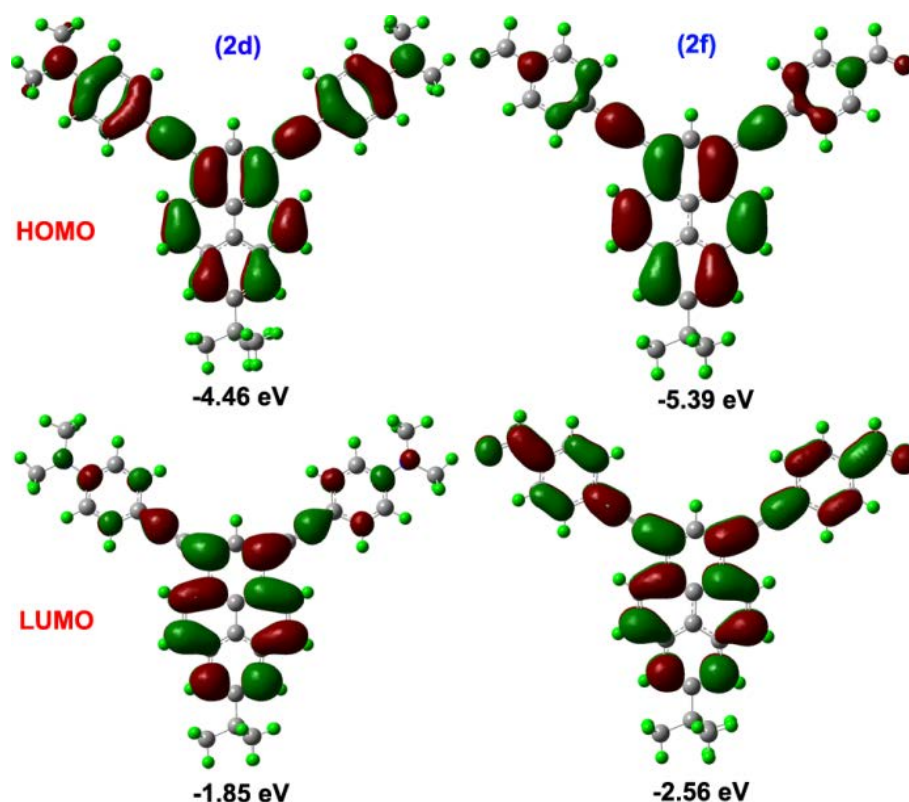 (2d) (2f)
HOMO
-4.46 eV -5.39 eV
LUMO
-1.85 eV -2.56 eV